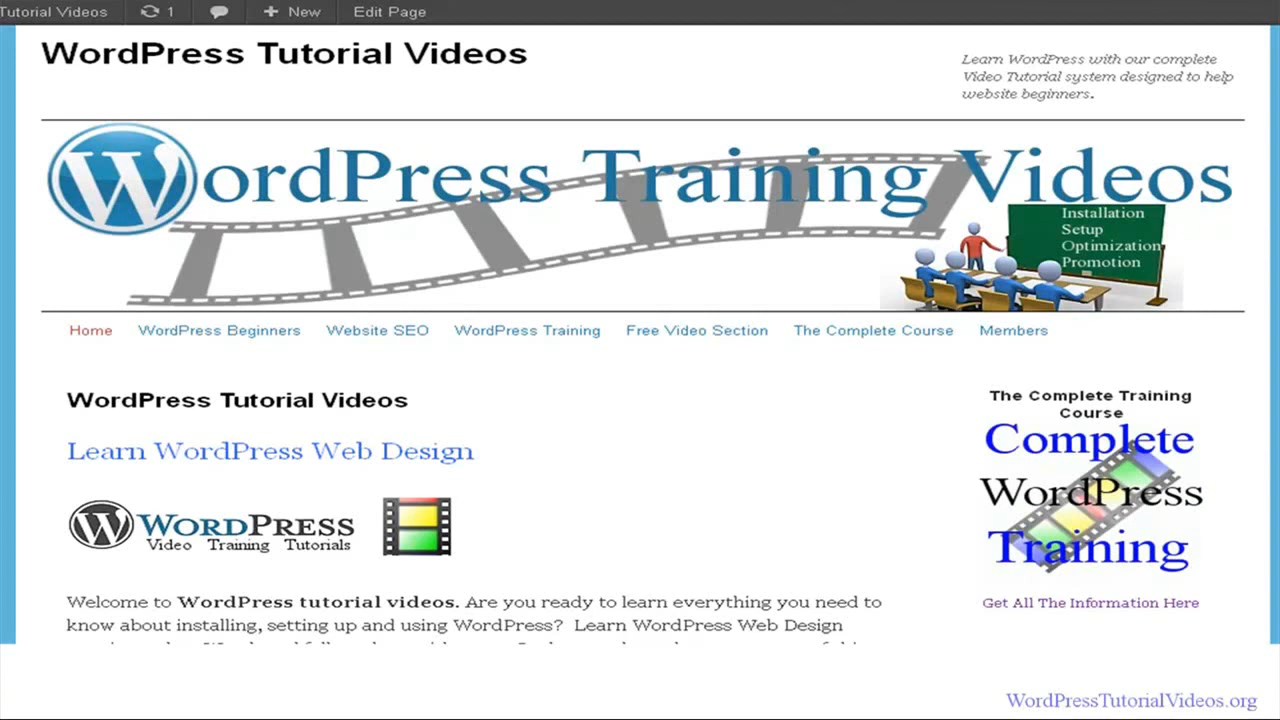 Tutorial Videos 1 New Edit Page
WordPress Tutorial Videos
Learn WordPress with our complete
Video Tutorial system designed to help
website beginners.
WordPress Training Videos
Installation
Setup
Optimization
Promotion
Home WordPress Beginners Website SEO WordPress Training Free Video Section The Complete Course Members
WordPress Tutorial Videos
Learn WordPress Web Design
WORDPRESS
Video Training Tutorials
Welcome to WordPress tutorial videos. Are you ready to learn everything you need to
know about installing, setting up and using WordPress? Learn WordPress Web Design
The Complete Training
Course
Complete
WordPress
Training
Get All The Information Here
WordPressTutorialVideos.org